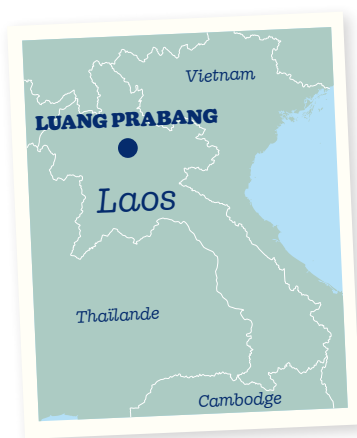 Vietnam
LUANG PRABANG
Laos
Thaïlande
Cambodge